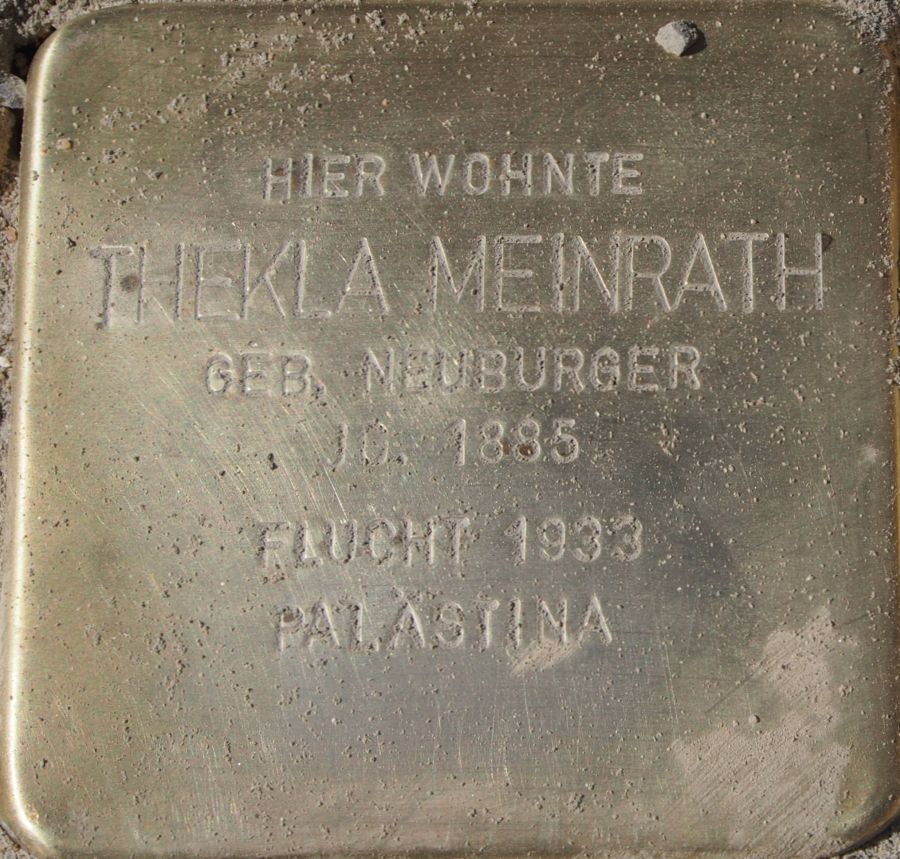 HIER WOHNTE
THEKLA MEINRATH
GEB. NEUBURGER
JG. 1885
FLUCHT 1933
PALÄSTINA